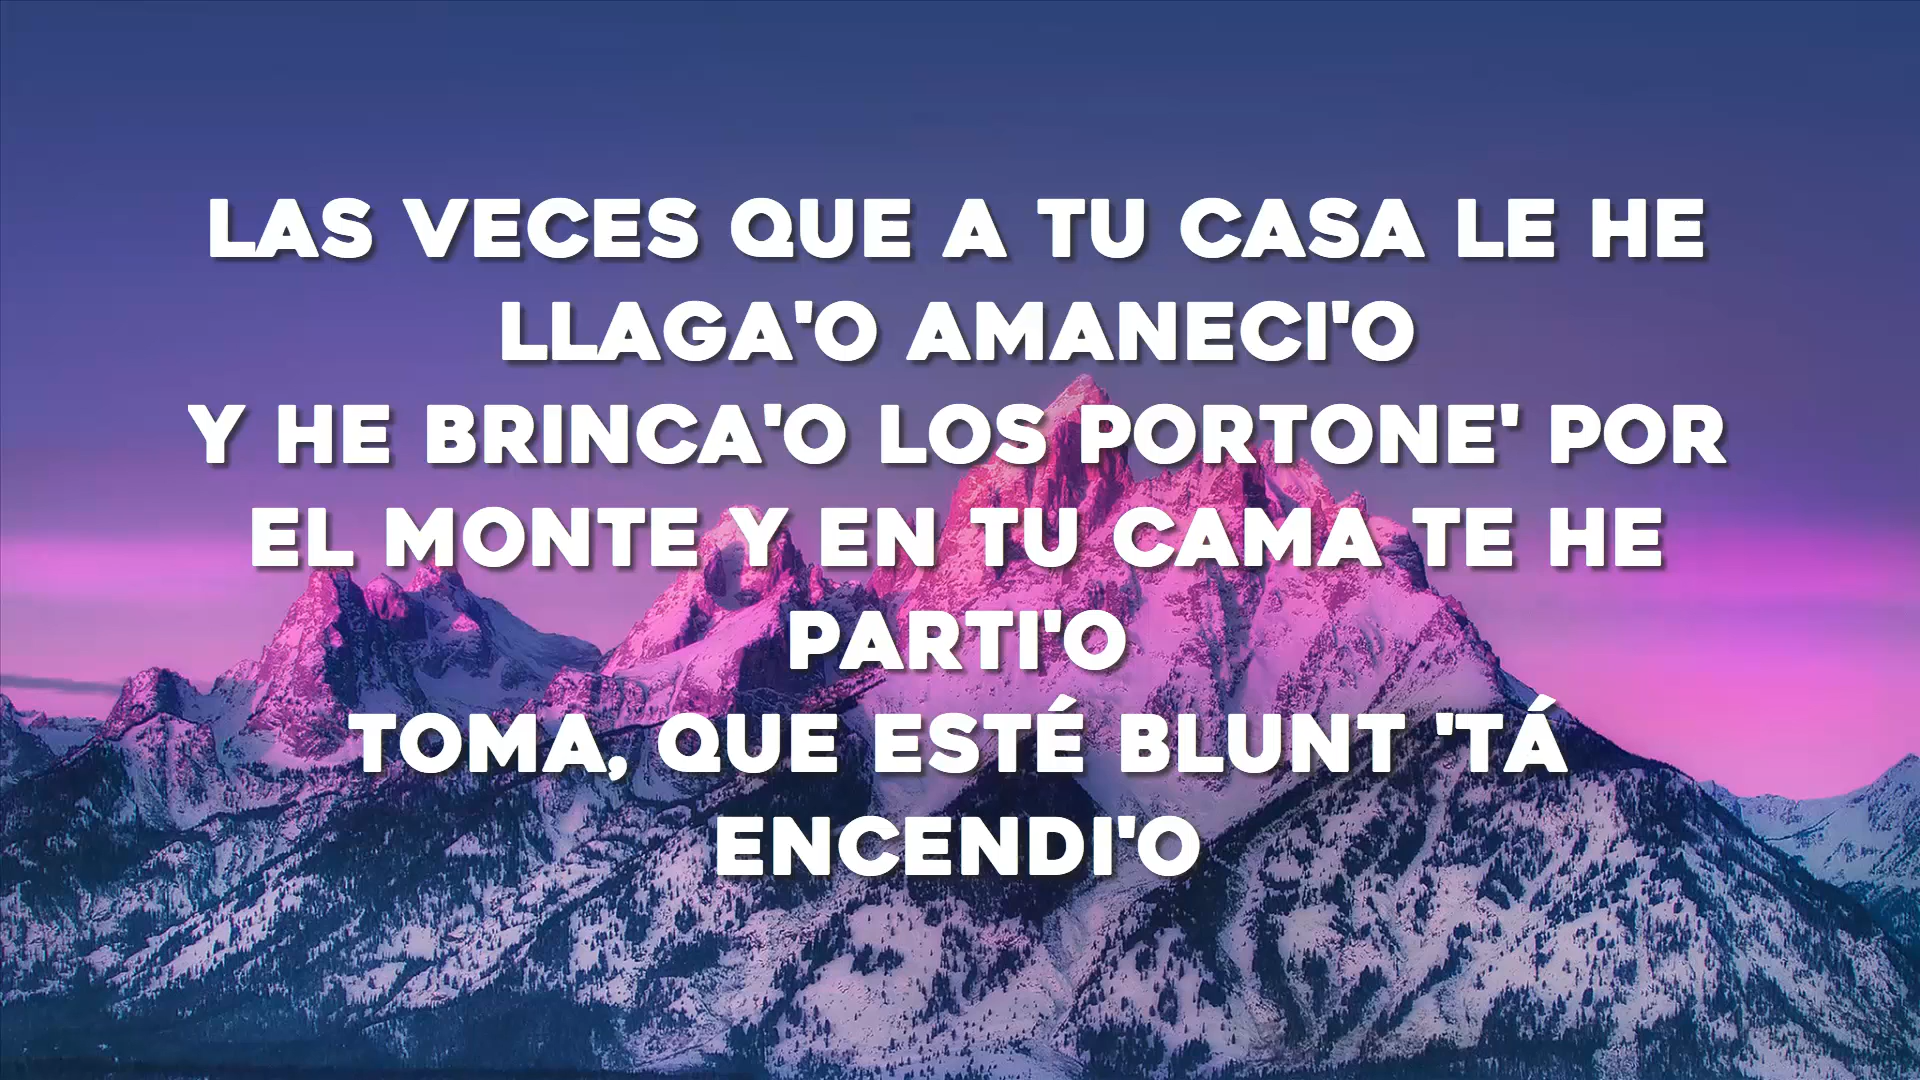 LAS VECES QUE A TU CASA LE HE
LLAGA'O AMANECI'O
Y HE BRINCA'O LOS PORTONE' POR
EL MONTE Y EN TU CAMA TE HE
PARTI'O
TOMA, QUE ESTÉ BLUNT 'TÁ
ENCENDI'O